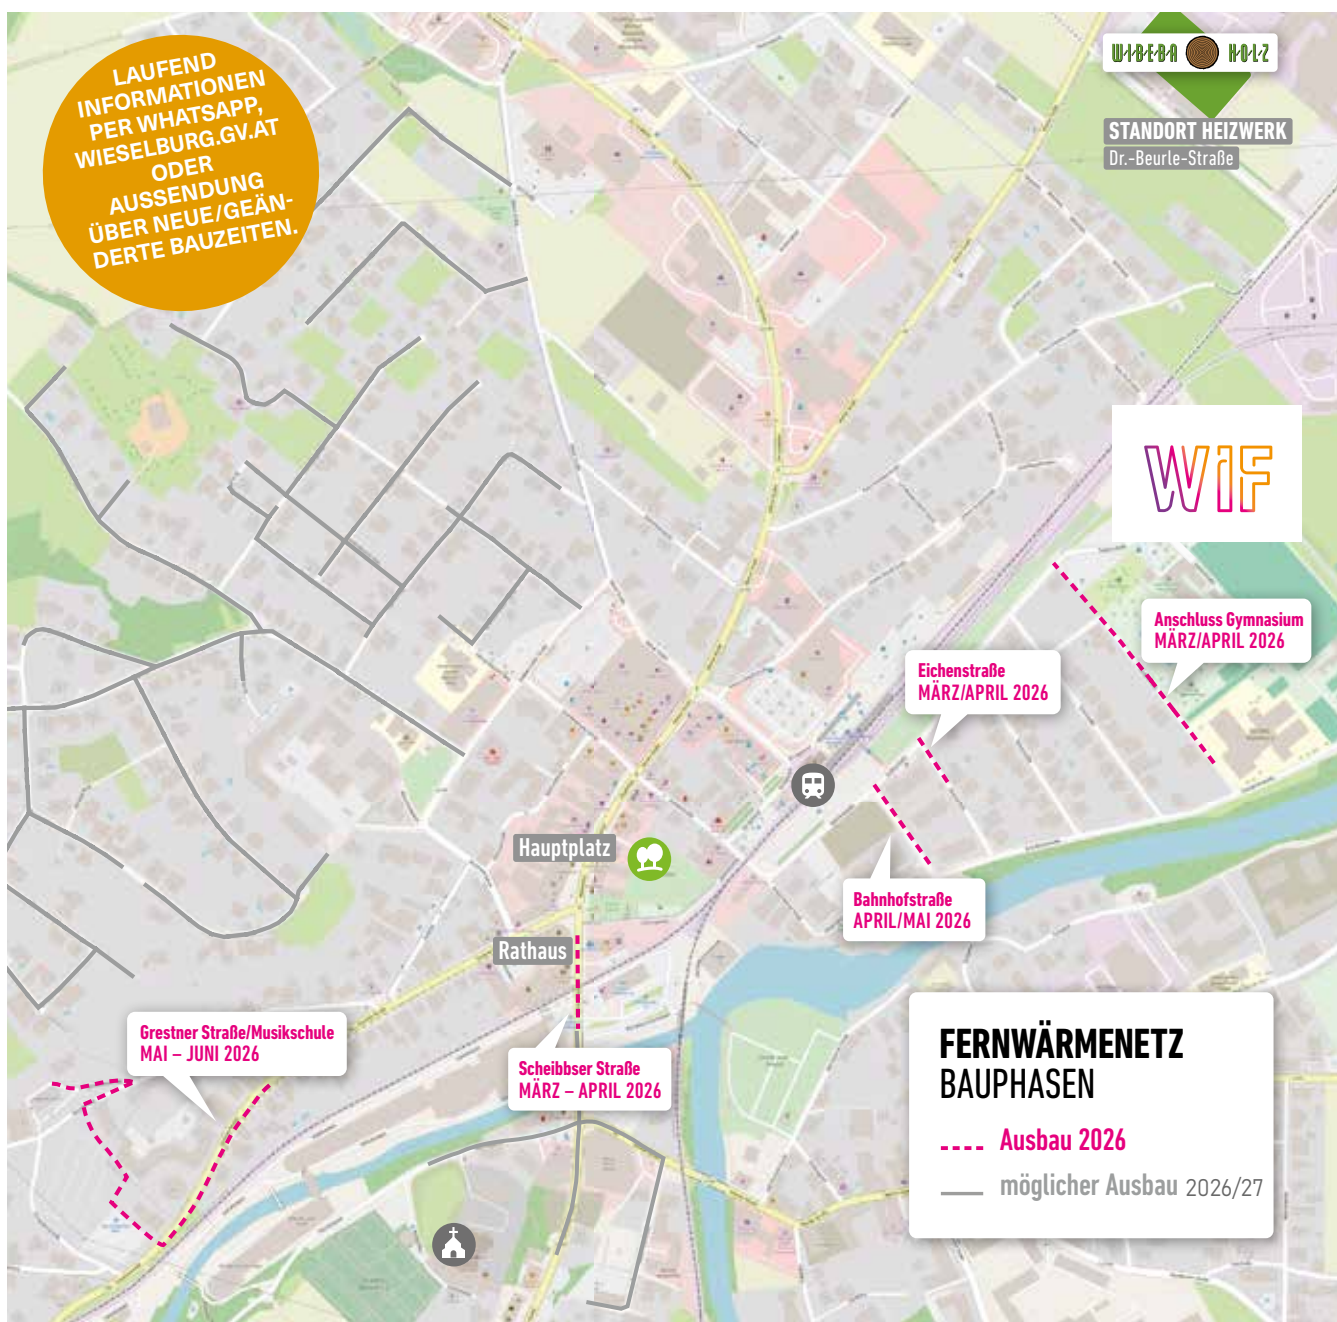 LAUFEND
INFORMATIONEN
PER WHATSAPP,
WIESELBURG.GV.AT
ODER
AUSSENDUNG
ÜBER NEUE/GEÄN-
DERTE BAUZEITEN.
WIBEBA HOLZ
STANDORT HEIZWERK
Dr.-Beurle-Straße
WIF
Anschluss Gymnasium
MÄRZ/APRIL 2026
Eichenstraße
MÄRZ/APRIL 2026
Hauptplatz
Bahnhofstraße
APRIL/MAI 2026
Rathaus
Grestner Straße/Musikschule
MAI – JUNI 2026
Scheibbser Straße
MÄRZ – APRIL 2026
FERNWÄRMENETZ
BAUPHASEN
Ausbau 2026
möglicher Ausbau 2026/27